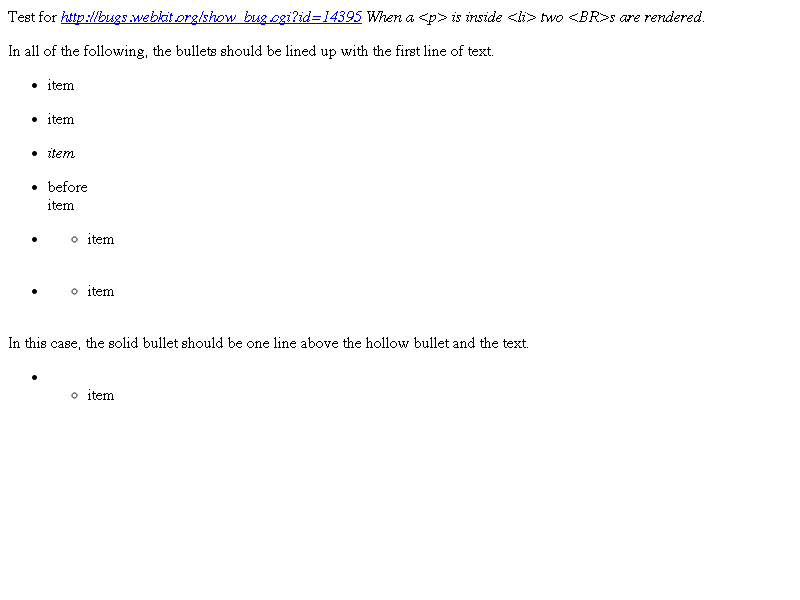 Test for http://bugs.webkit.org/show_bug.cgi?id=14395 When a <p> is inside <li> two <BR>s are rendered.
In all of the following, the bullets should be lined up with the first line of text.
• item
• item
• item
• before
item
• ◦ item
• ◦ item
In this case, the solid bullet should be one line above the hollow bullet and the text.
•
◦ item